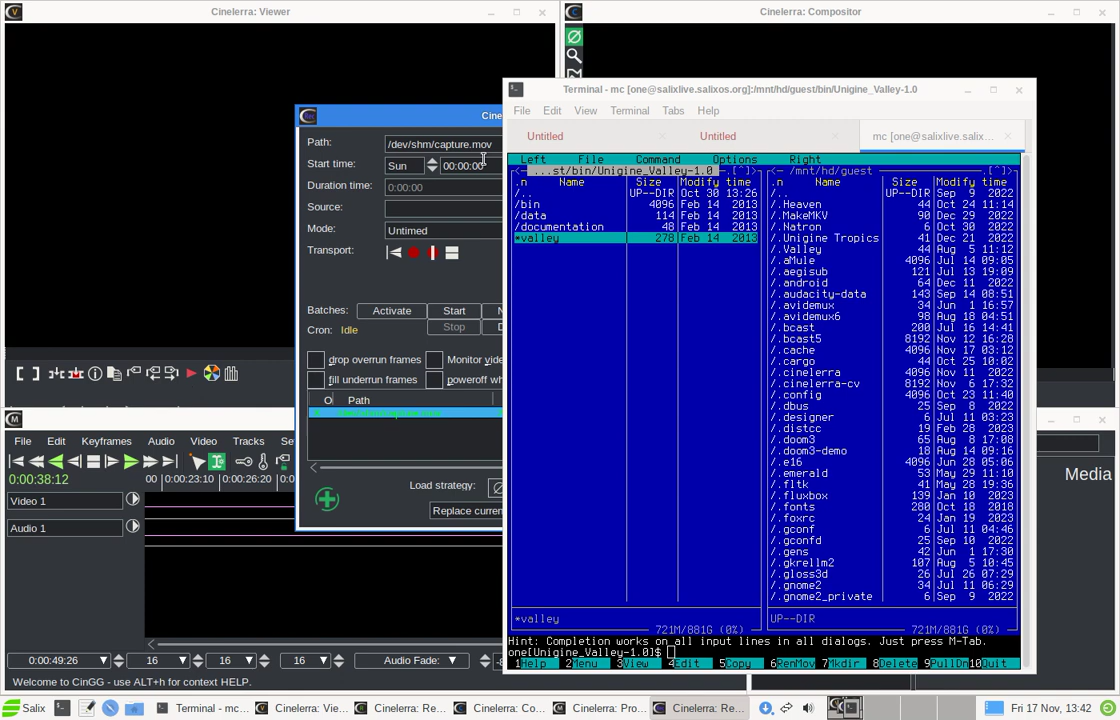 Cinelerra: Viewer
Cinelerra: Compositor
Terminal - mc [one@salixlive.salixos.org]:/mnt/hd/guest/bin/Unigine_Valley-1.0
File Edit View Terminal Tabs Help
Untitled
Untitled
mc [one@salixlive.salix...
Left File Command Options Right
...st/bin/Unigine_Valley-1.0
.n Name Size Modify time
/.. UP--DIR Oct 30 13:26
/bin 4096 Feb 14 2013
/data 114 Feb 14 2013
/documentation 48 Feb 14 2013
*valley 278 Feb 14 2013
*valley
721M/881G (0%)
/mnt/hd/guest
.n Name Size Modify time
/.. UP--DIR Sep 9 2022
/.Heaven 44 Oct 24 11:14
/.MakeMKV 90 Dec 29 2022
/.Natron 6 Oct 30 2022
/.Unigine Tropics 41 Dec 21 2022
/.Valley 44 Aug 5 11:12
/.aMule 4096 Jul 14 09:05
/.aegisub 121 Jul 13 19:09
/.android 64 Dec 11 2022
/.audacity-data 143 Sep 14 08:51
/.avidemux 34 Jun 1 16:57
/.avidemux6 98 Aug 18 04:51
/.bcast 200 Jul 16 14:41
/.bcast5 8192 Nov 12 16:28
/.cache 4096 Nov 17 03:12
/.cargo 44 Oct 25 10:02
/.cinelerra 4096 Nov 11 2022
/.cinelerra-cv 8192 Nov 6 17:32
/.config 4096 Nov 2 2022
/.dbus 25 Sep 8 2022
/.designer 6 Jul 11 03:23
/.distcc 19 Feb 28 2023
/.doom3 65 Aug 8 17:08
/.doom3-demo 18 Aug 14 09:16
/.e16 4096 Jun 28 05:06
/.emerald 53 May 29 11:10
/.fltk 41 May 28 19:36
/.fluxbox 139 Jan 10 2023
/.fonts 280 Oct 18 2018
/.foxrc 24 Jan 19 2023
/.gconf 6 Jul 11 04:46
/.gconfd 25 Sep 10 2022
/.gens 42 Jun 1 17:30
/.gkrellm2 107 Aug 8 10:45
/.gloss3d 26 Jul 26 07:29
/.gnome2 34 Jul 11 06:29
/.gnome2_private 6 Sep 9 2022
UP--DIR
721M/881G (0%)
Hint: Completion works on all input lines in all dialogs. Just press M-Tab.
one[Unigine_Valley-1.0]$
1Help 2Menu 3View 4Edit 5Copy 6RenMov 7Mkdir 8Delete 9PullDn 10Quit
Cine
Path: /dev/shm/capture.mov
Start time: Sun 00:00:00
Duration time: 0:00:00
Source:
Mode: Untimed
Transport:
Batches: Activate Start
Cron: Idle Stop
drop overrun frames Monitor vide
fill underrun frames poweroff wh
O Path
Load strategy:
Replace curren
File Edit Keyframes Audio Video Tracks Se
0:00:38:12
00 0:00:23:10 0:00:26:20 0:0
Video 1
Audio 1
Media
0:00:49:26 16 16 16 Audio Fade:
Welcome to CinGG - use ALT+h for context HELP.
Salix
Terminal - mc...
Cinelerra: Vie...
Cinelerra: Re...
Cinelerra: Co...
Cinelerra: Pro...
Cinelerra: Re...
Fri 17 Nov, 13:42